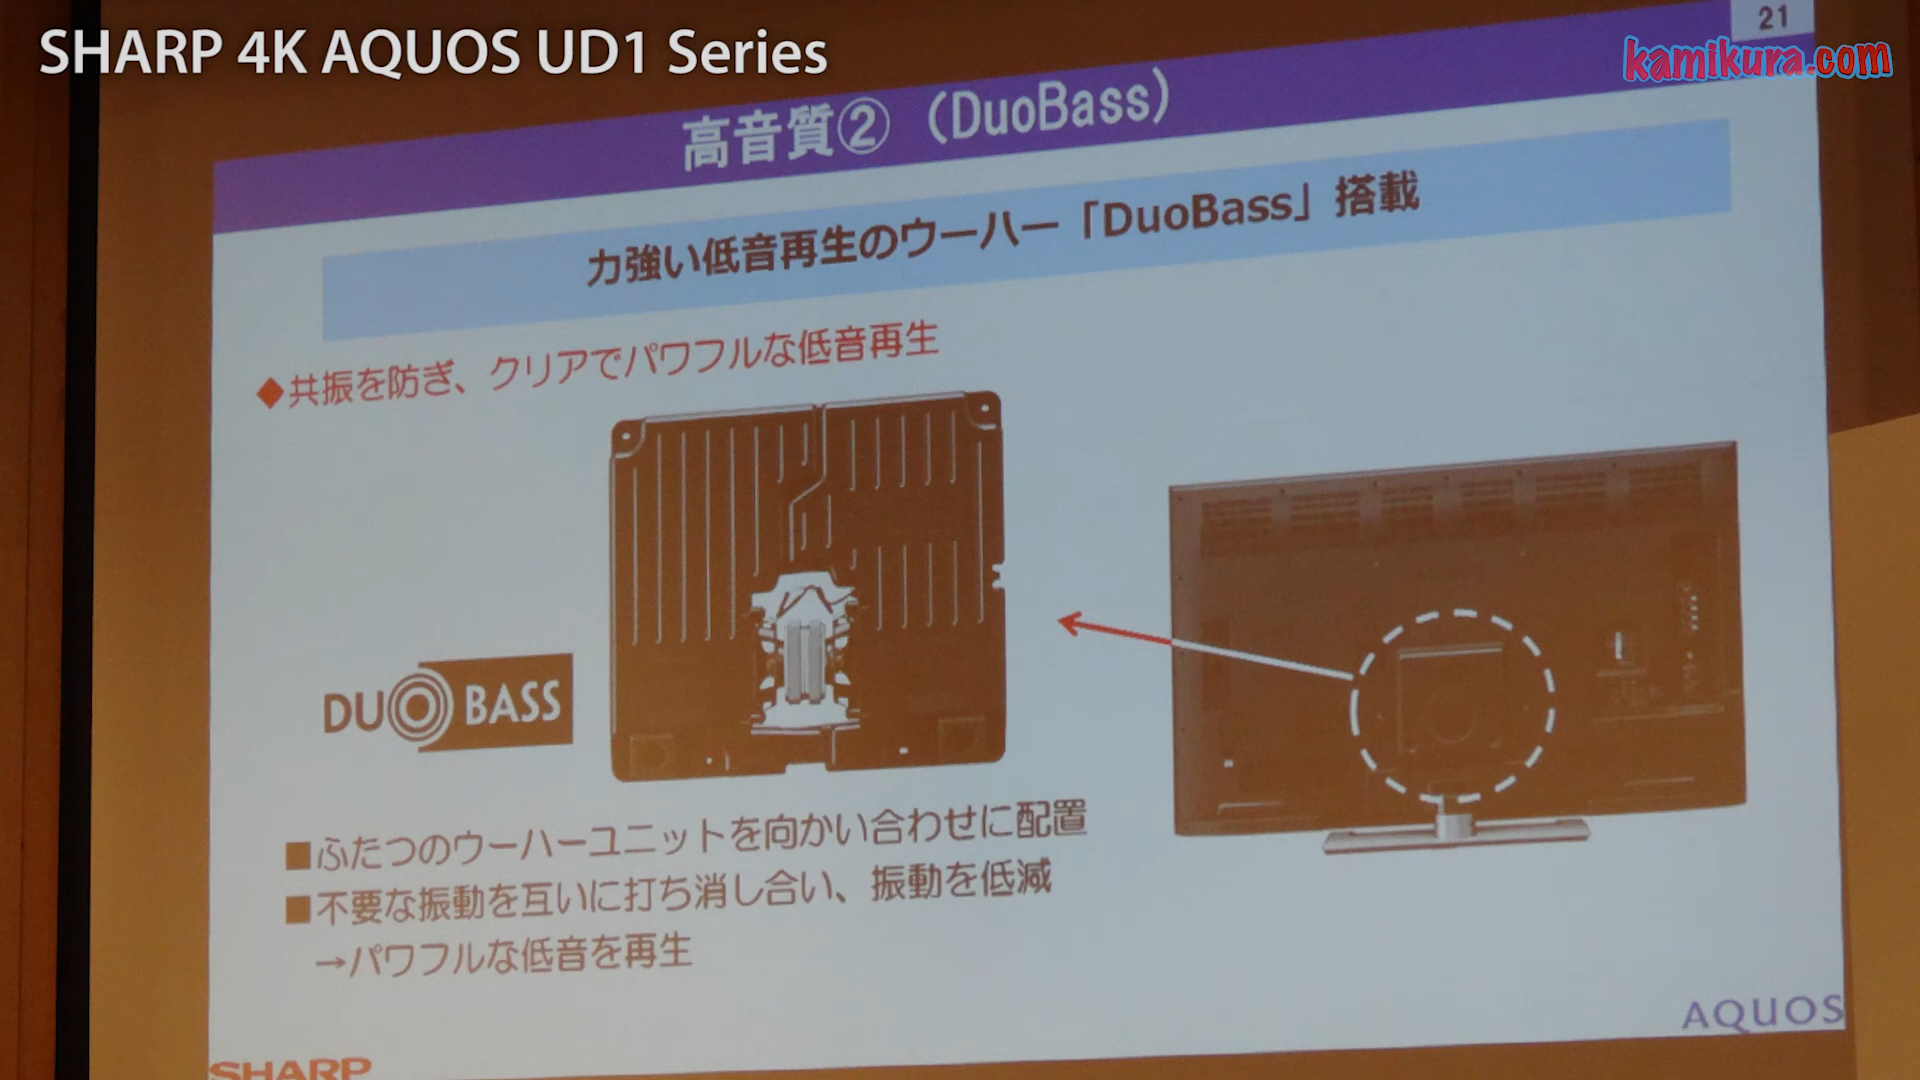 SHARP 4K AQUOS UD1 Series
21
kamikura.com
高音質②（DuoBass）
力強い低音再生のウーハー「DuoBass」搭載
◆共振を防ぎ、クリアでパワフルな低音再生
DUO BASS
■ふたつのウーハーユニットを向かい合わせに配置
■不要な振動を互いに打ち消し合い、振動を低減
→パワフルな低音を再生
AQUOS
SHARP